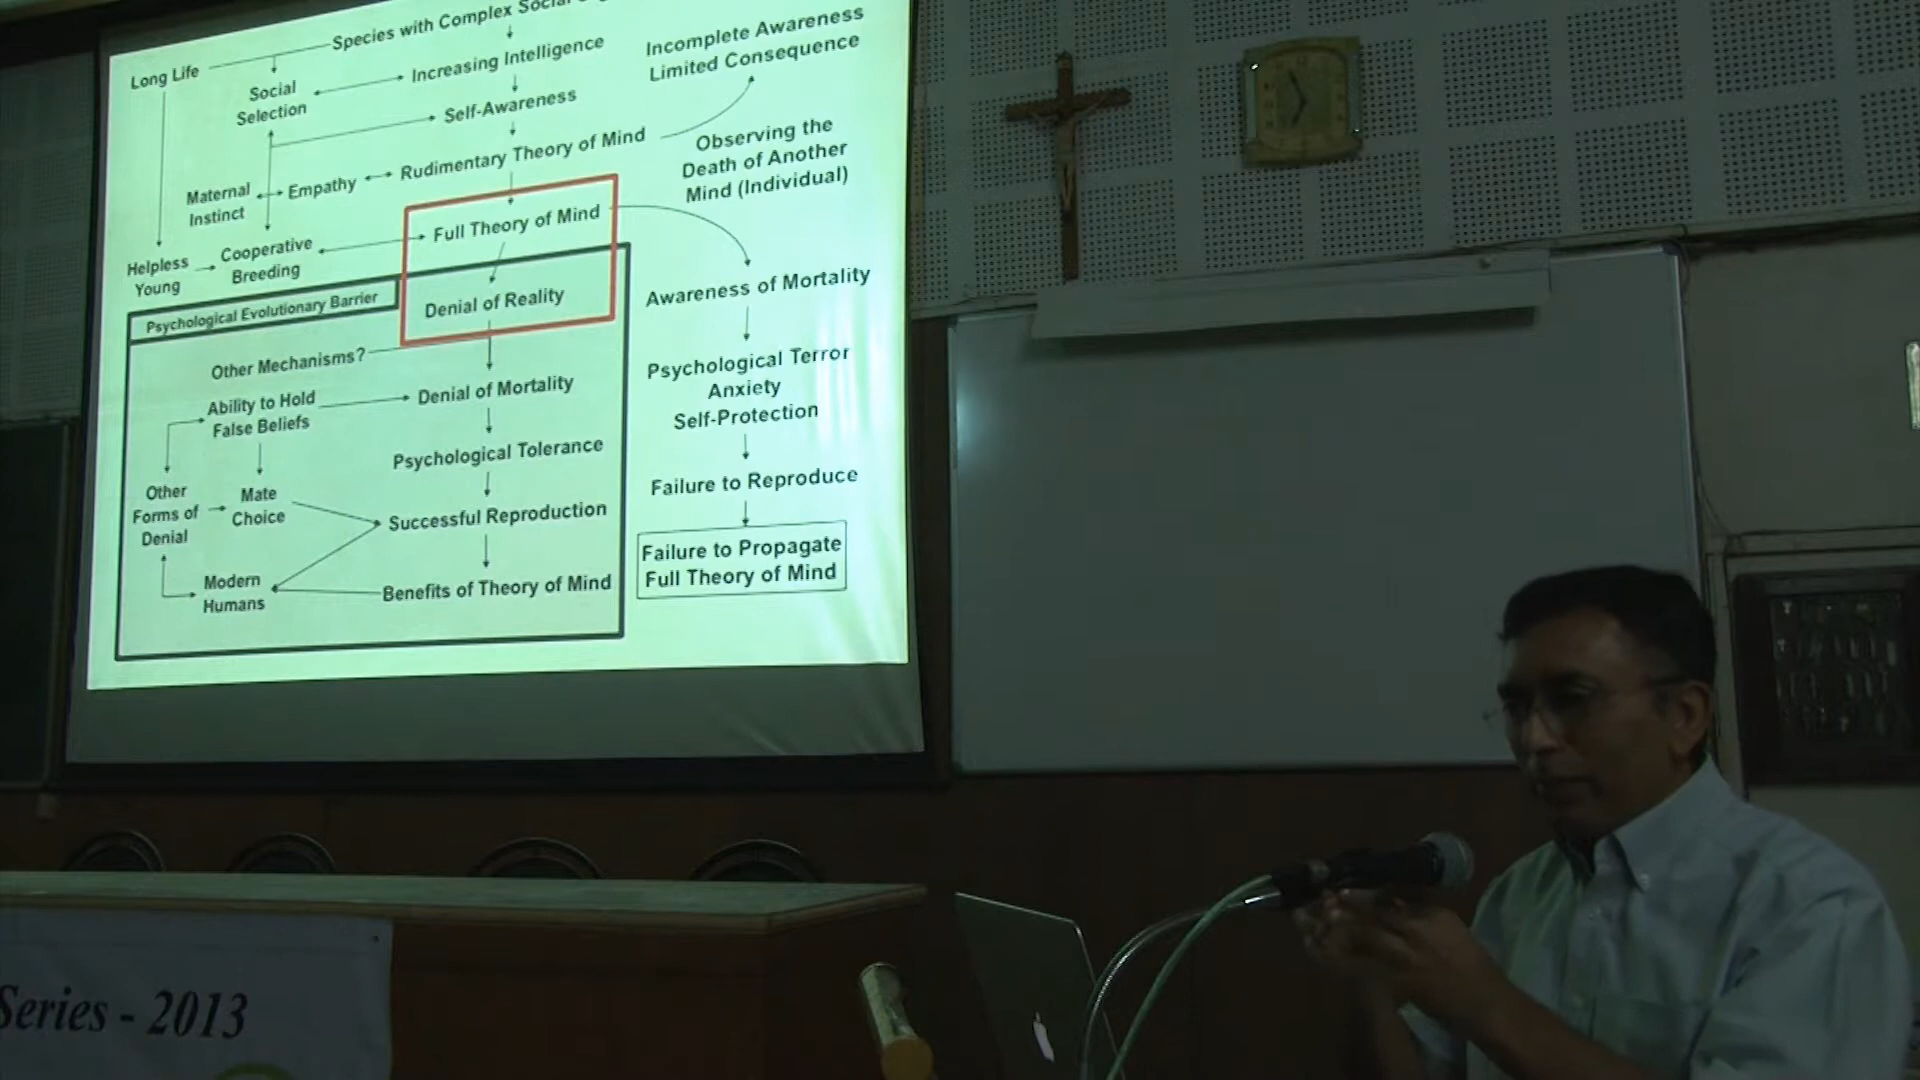 Species with Complex Social
Long Life
Social
Selection
Increasing Intelligence
Incomplete Awareness
Limited Consequence
Self-Awareness
Rudimentary Theory of Mind
Observing the
Death of Another
Mind (Individual)
Maternal
Instinct
Empathy
Full Theory of Mind
Helpless
Young
Cooperative
Breeding
Awareness of Mortality
Psychological Evolutionary Barrier
Denial of Reality
Other Mechanisms?
Psychological Terror
Anxiety
Self-Protection
Ability to Hold
False Beliefs
Denial of Mortality
Psychological Tolerance
Failure to Reproduce
Other
Forms of
Denial
Mate
Choice
Successful Reproduction
Failure to Propagate
Full Theory of Mind
Modern
Humans
Benefits of Theory of Mind
Series - 2013